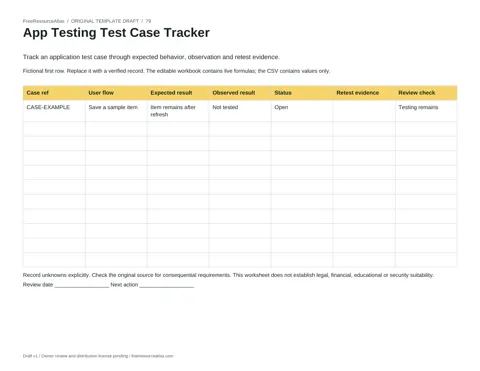 FreeResourceAtlas / ORIGINAL TEMPLATE DRAFT / 79
App Testing Test Case Tracker
Track an application test case through expected behavior, observation and retest evidence.
Fictional first row. Replace it with a verified record. The editable workbook contains live formulas; the CSV contains values only.
Case ref User flow Expected result Observed result Status Retest evidence Review check
CASE-EXAMPLE Save a sample item Item remains after Not tested Open Testing remains
refresh
Record unknowns explicitly. Check the original source for consequential requirements. This worksheet does not establish legal, financial, educational or security suitability.
Review date ____________________ Next action ____________________
Draft v1 / Owner review and distribution license pending / freeresourceatlas.com